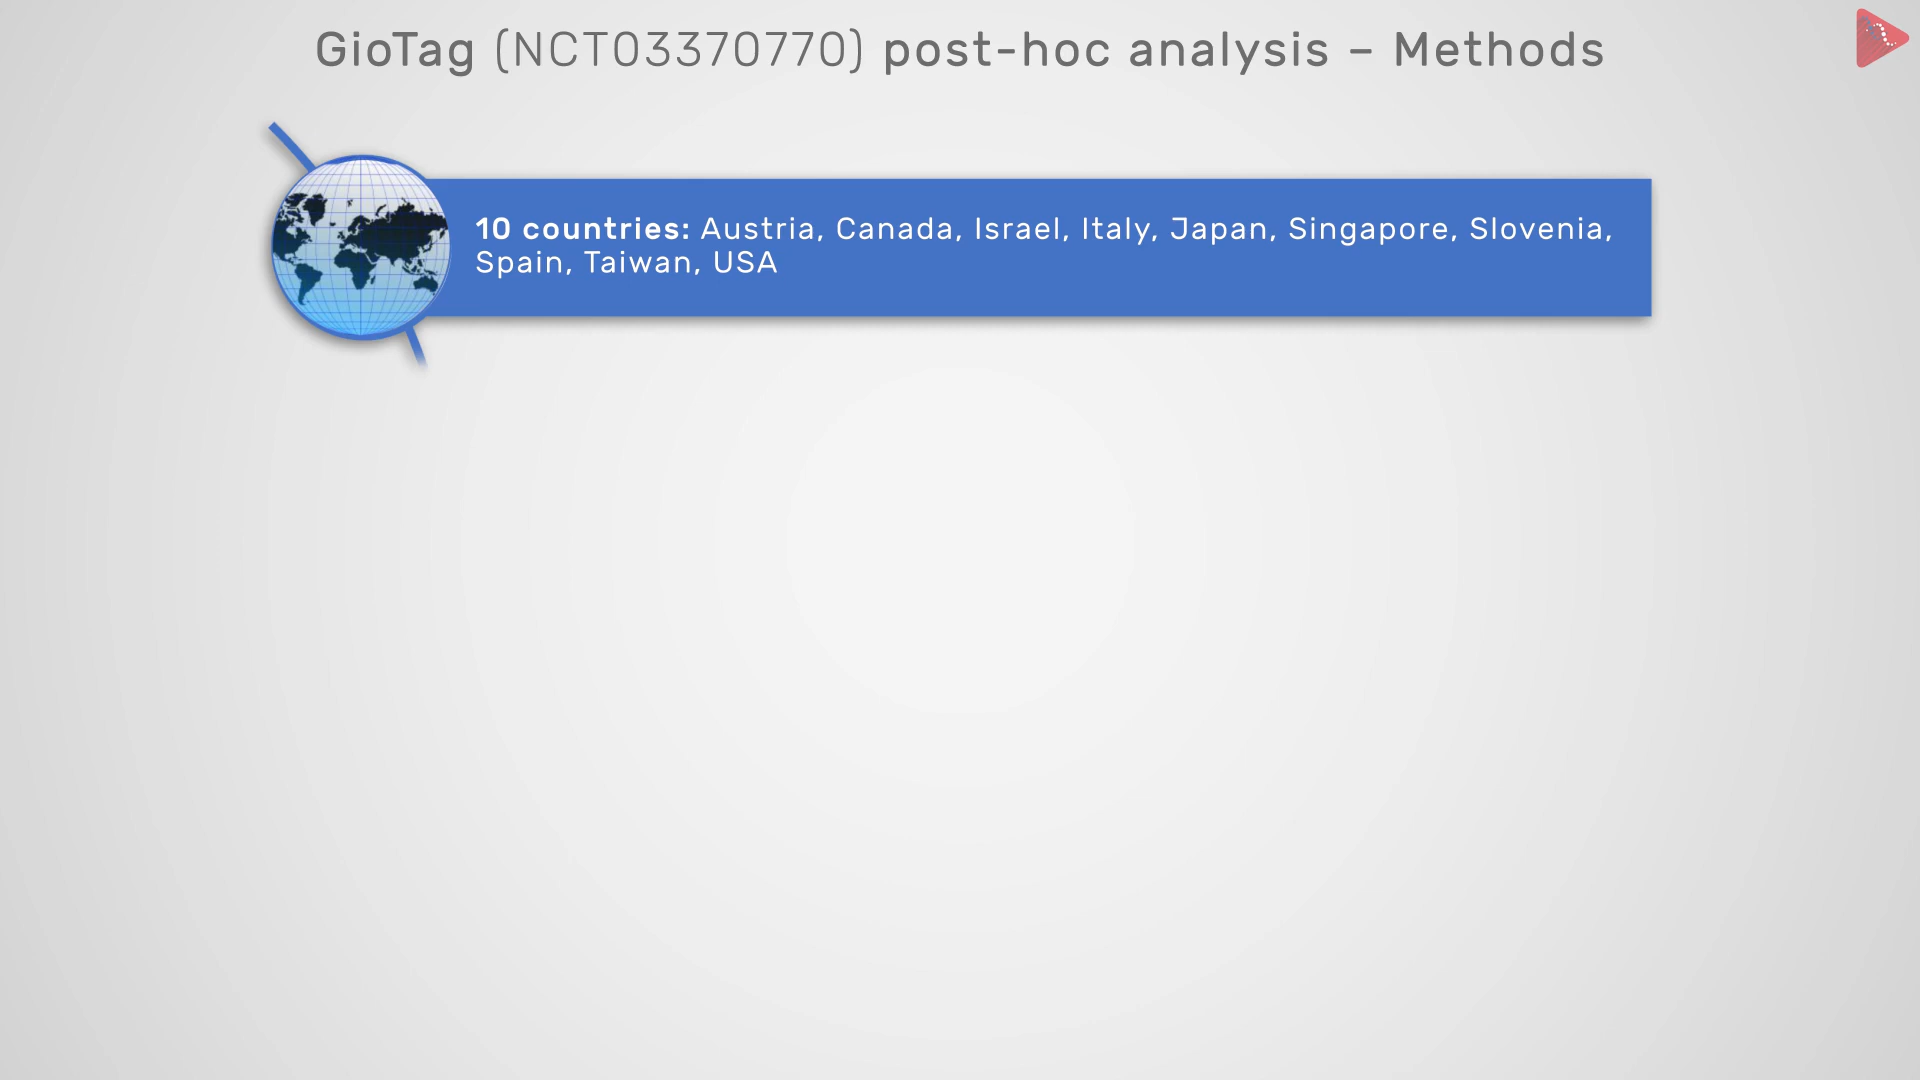 GioTag (NCT03370770) post-hoc analysis – Methods
10 countries: Austria, Canada, Israel, Italy, Japan, Singapore, Slovenia,
Spain, Taiwan, USA